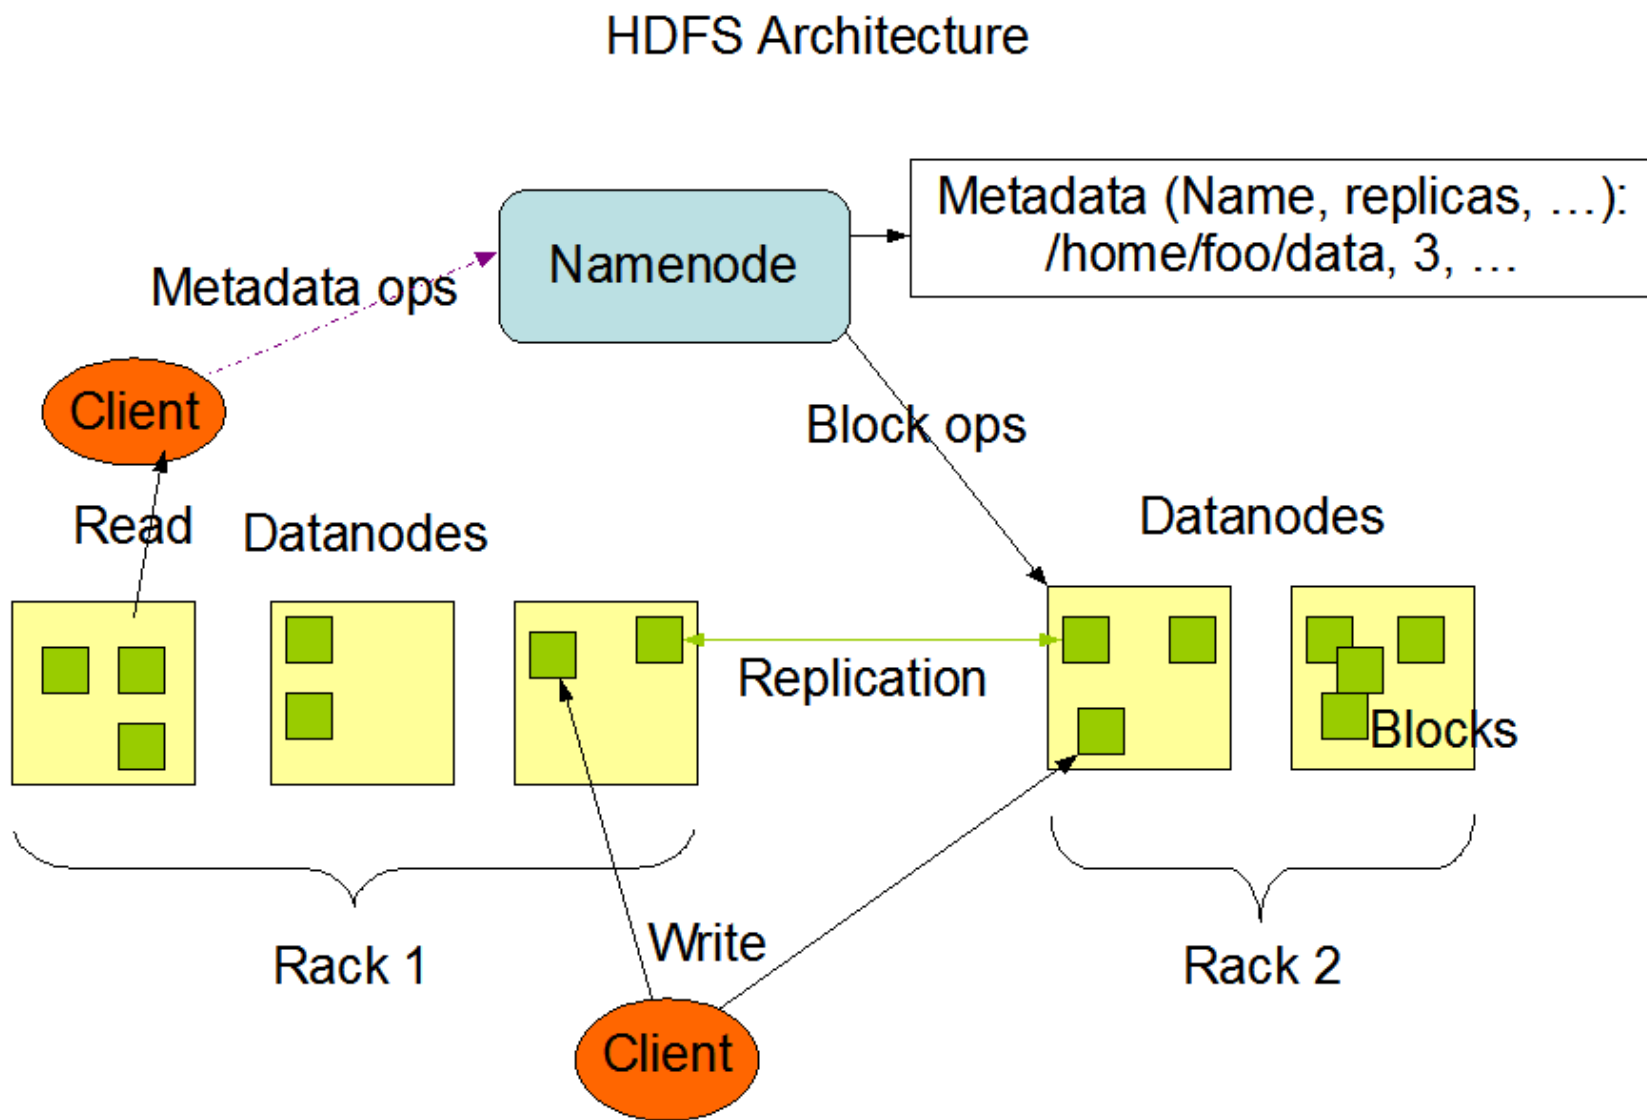 HDFS Architecture
Metadata (Name, replicas, …):
/home/foo/data, 3, …
Namenode
Metadata ops
Client
Block ops
Read
Datanodes
Datanodes
Replication
Blocks
Rack 1
Write
Rack 2
Client